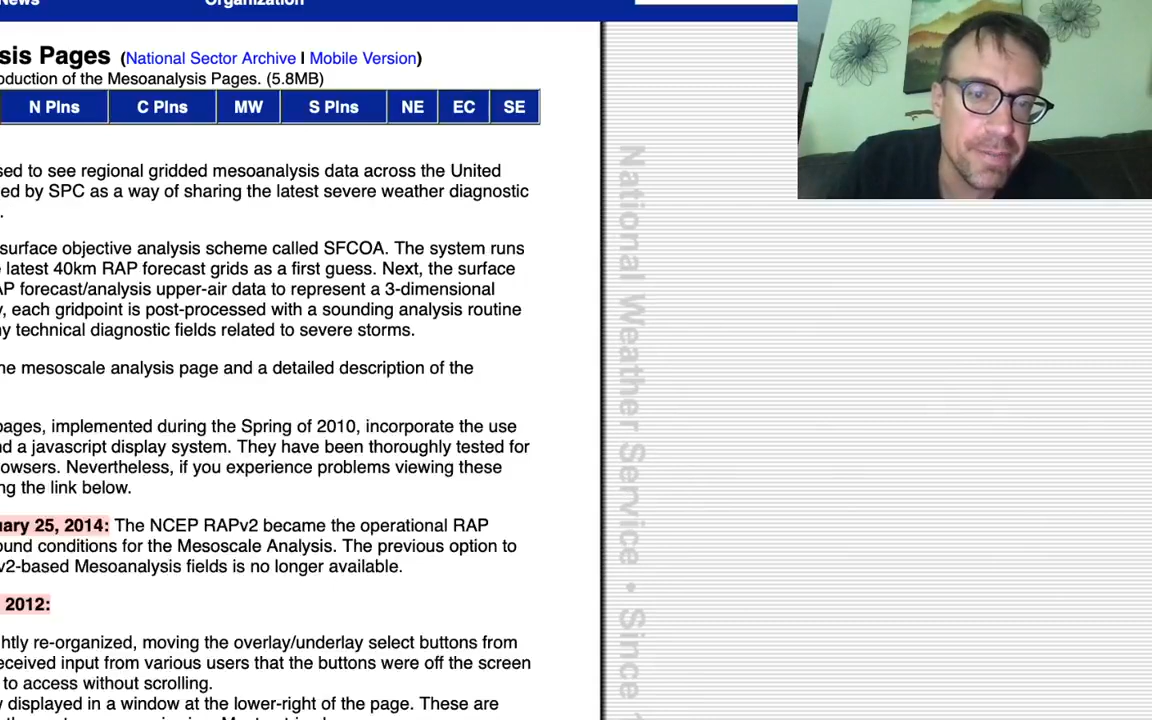 News
Organization
sis Pages (National Sector Archive | Mobile Version)
oduction of the Mesoanalysis Pages. (5.8MB)
N Plns C Plns MW S Plns NE EC SE
sed to see regional gridded mesoanalysis data across the United
ed by SPC as a way of sharing the latest severe weather diagnostic
.
surface objective analysis scheme called SFCOA. The system runs
latest 40km RAP forecast grids as a first guess. Next, the surface
AP forecast/analysis upper-air data to represent a 3-dimensional
y, each gridpoint is post-processed with a sounding analysis routine
ny technical diagnostic fields related to severe storms.
he mesoscale analysis page and a detailed description of the
pages, implemented during the Spring of 2010, incorporate the use
nd a javascript display system. They have been thoroughly tested for
owsers. Nevertheless, if you experience problems viewing these
ng the link below.
uary 25, 2014: The NCEP RAPv2 became the operational RAP
ound conditions for the Mesoscale Analysis. The previous option to
v2-based Mesoanalysis fields is no longer available.
2012:
htly re-organized, moving the overlay/underlay select buttons from
eceived input from various users that the buttons were off the screen
to access without scrolling.
displayed in a window at the lower-right of the page. These are
National Weather Service • Since 1